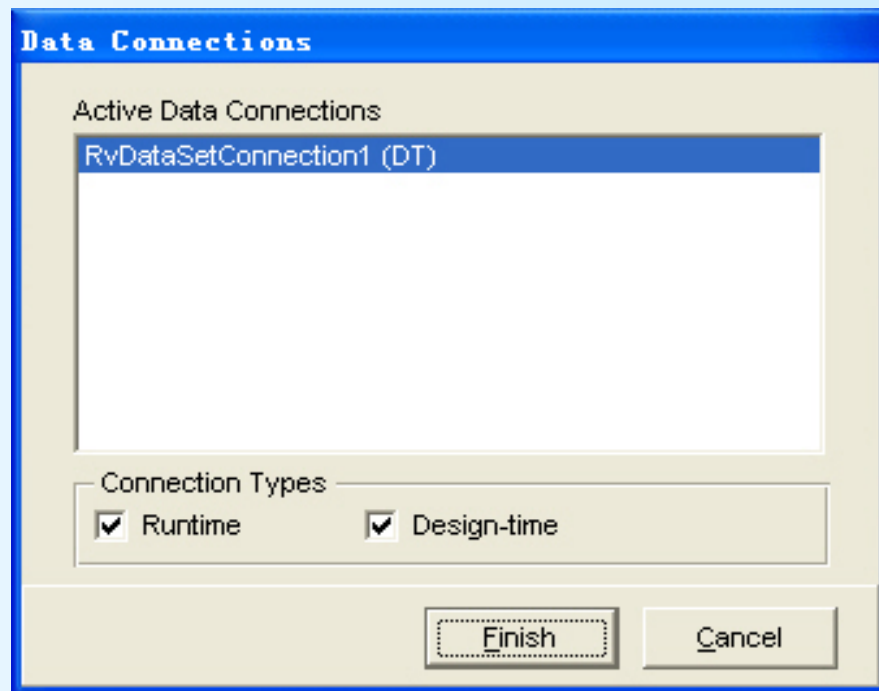 Data Connections
Active Data Connections
RvDataSetConnection1 (DT)
Connection Types
Runtime Design-time
Finish Cancel